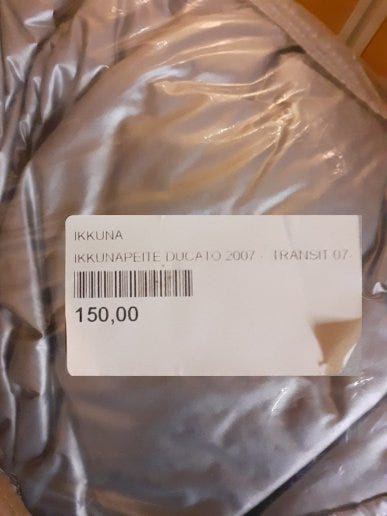 IKKUNA
IKKUNAPEITE DUCATO 2007 - TRANSIT 07-
150,00